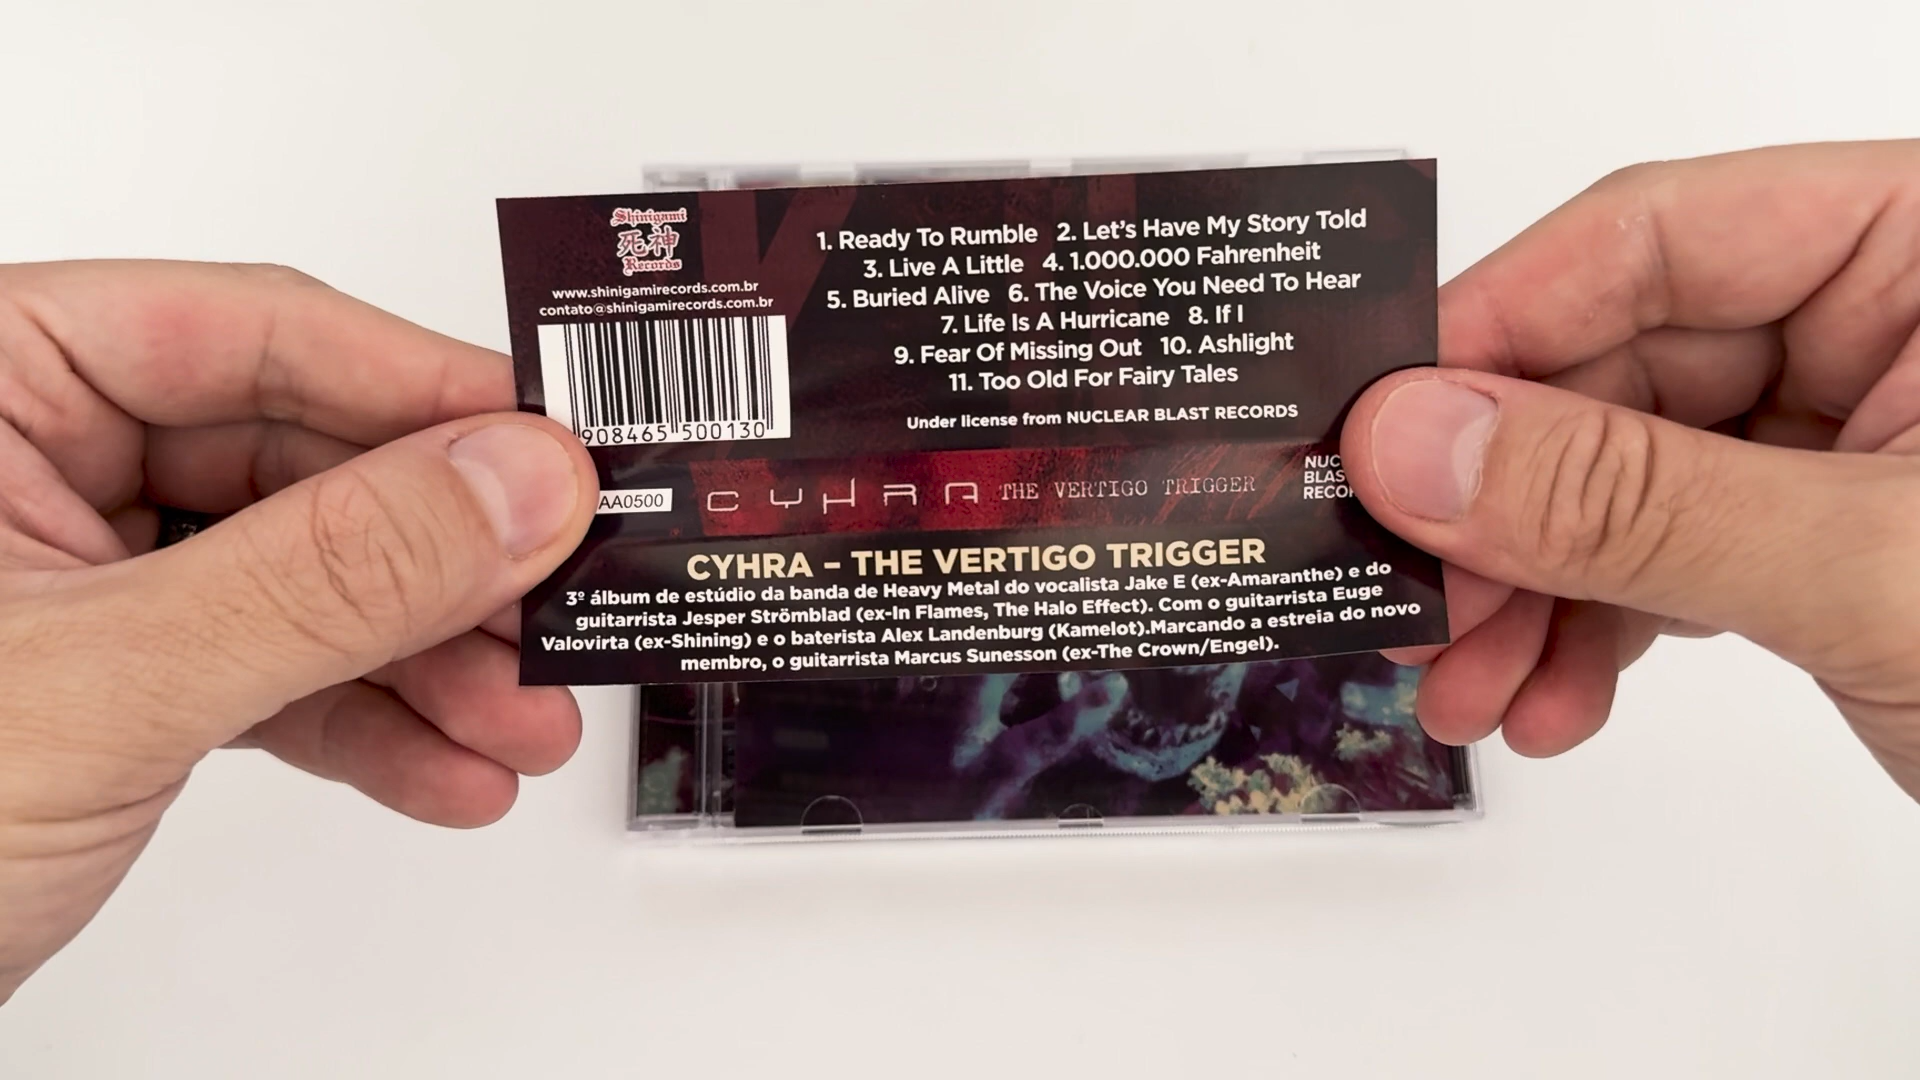 Shinigami
死神
Records
www.shinigamirecords.com.br
contato@shinigamirecords.com.br
908465 500130
1. Ready To Rumble 2. Let's Have My Story Told
3. Live A Little 4. 1.000.000 Fahrenheit
5. Buried Alive 6. The Voice You Need To Hear
7. Life Is A Hurricane 8. If I
9. Fear Of Missing Out 10. Ashlight
11. Too Old For Fairy Tales
Under license from NUCLEAR BLAST RECORDS
AA0500
CYHRA THE VERTIGO TRIGGER
CYHRA – THE VERTIGO TRIGGER
3º álbum de estúdio da banda de Heavy Metal do vocalista Jake E (ex-Amaranthe) e do
guitarrista Jesper Strömblad (ex-In Flames, The Halo Effect). Com o guitarrista Euge
Valovirta (ex-Shining) e o baterista Alex Landenburg (Kamelot).Marcando a estreia do novo
membro, o guitarrista Marcus Sunesson (ex-The Crown/Engel).